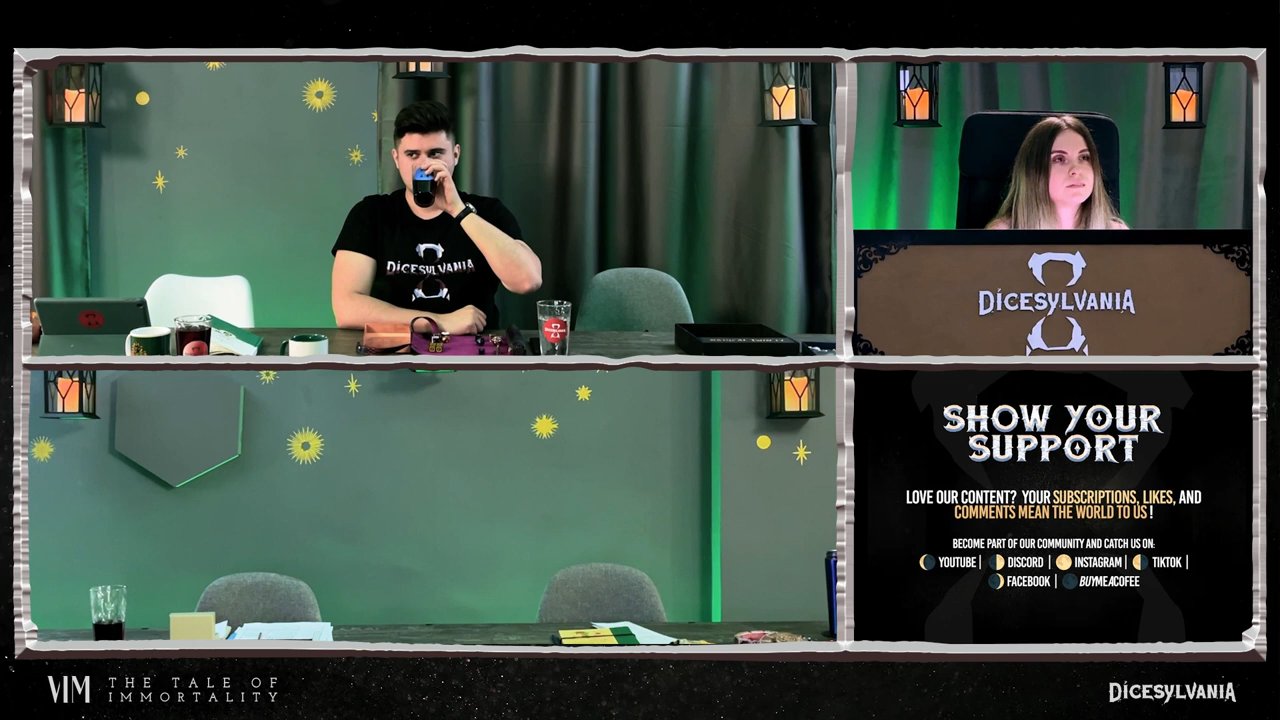 DICESYLVANIA
DICESYLVANIA
DICESYLVANIA
SHOW YOUR
SUPPORT
LOVE OUR CONTENT? YOUR SUBSCRIPTIONS, LIKES, AND
COMMENTS MEAN THE WORLD TO US!
BECOME PART OF OUR COMMUNITY AND CATCH US ON:
YOUTUBE | DISCORD | INSTAGRAM | TIKTOK |
FACEBOOK | BUYMEACOFEE
VIM THE TALE OF
IMMORTALITY
DICESYLVANIA